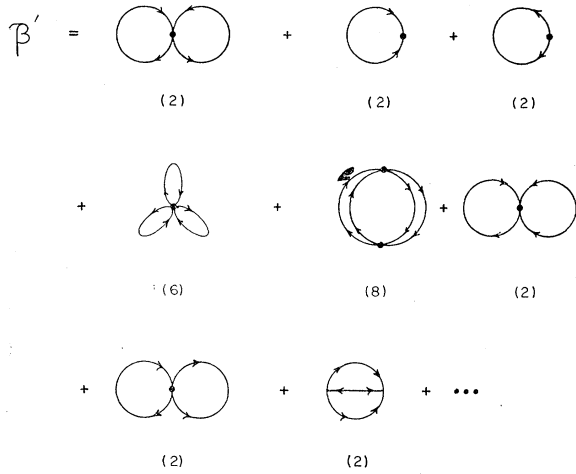 β' = + +
(2) (2) (2)
+ + +
(6) (8) (2)
+ + + •••
(2) (2)